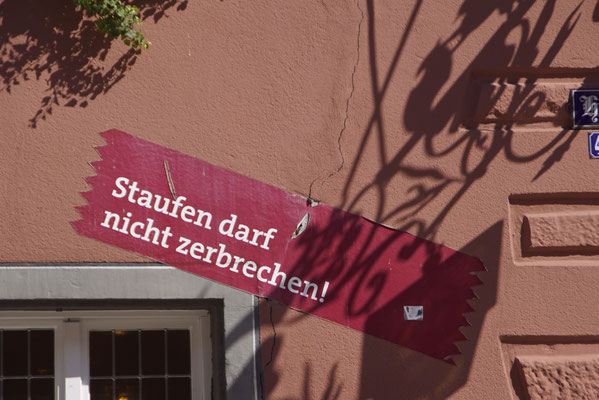 Staufen darf
nicht zerbrechen!